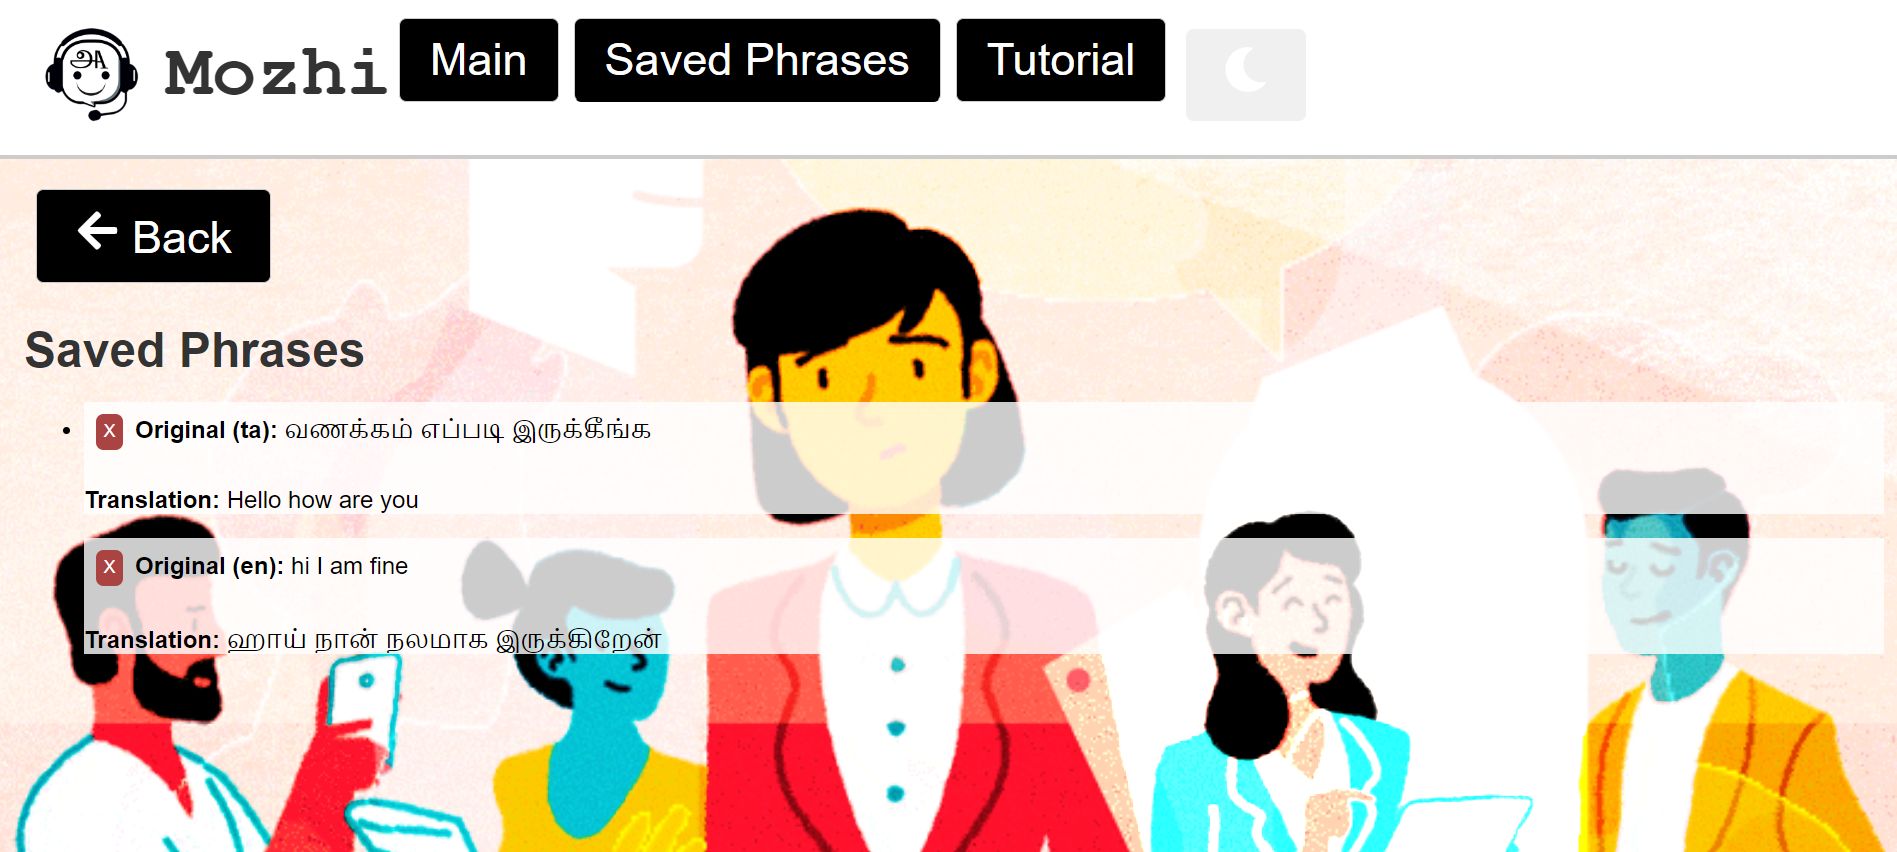 அA
Mozhi
Main
Saved Phrases
Tutorial
Back
Saved Phrases
x Original (ta): வணக்கம் எப்படி இருக்கீங்க
Translation: Hello how are you
x Original (en): hi I am fine
Translation: ஹாய் நான் நலமாக இருக்கிறேன்